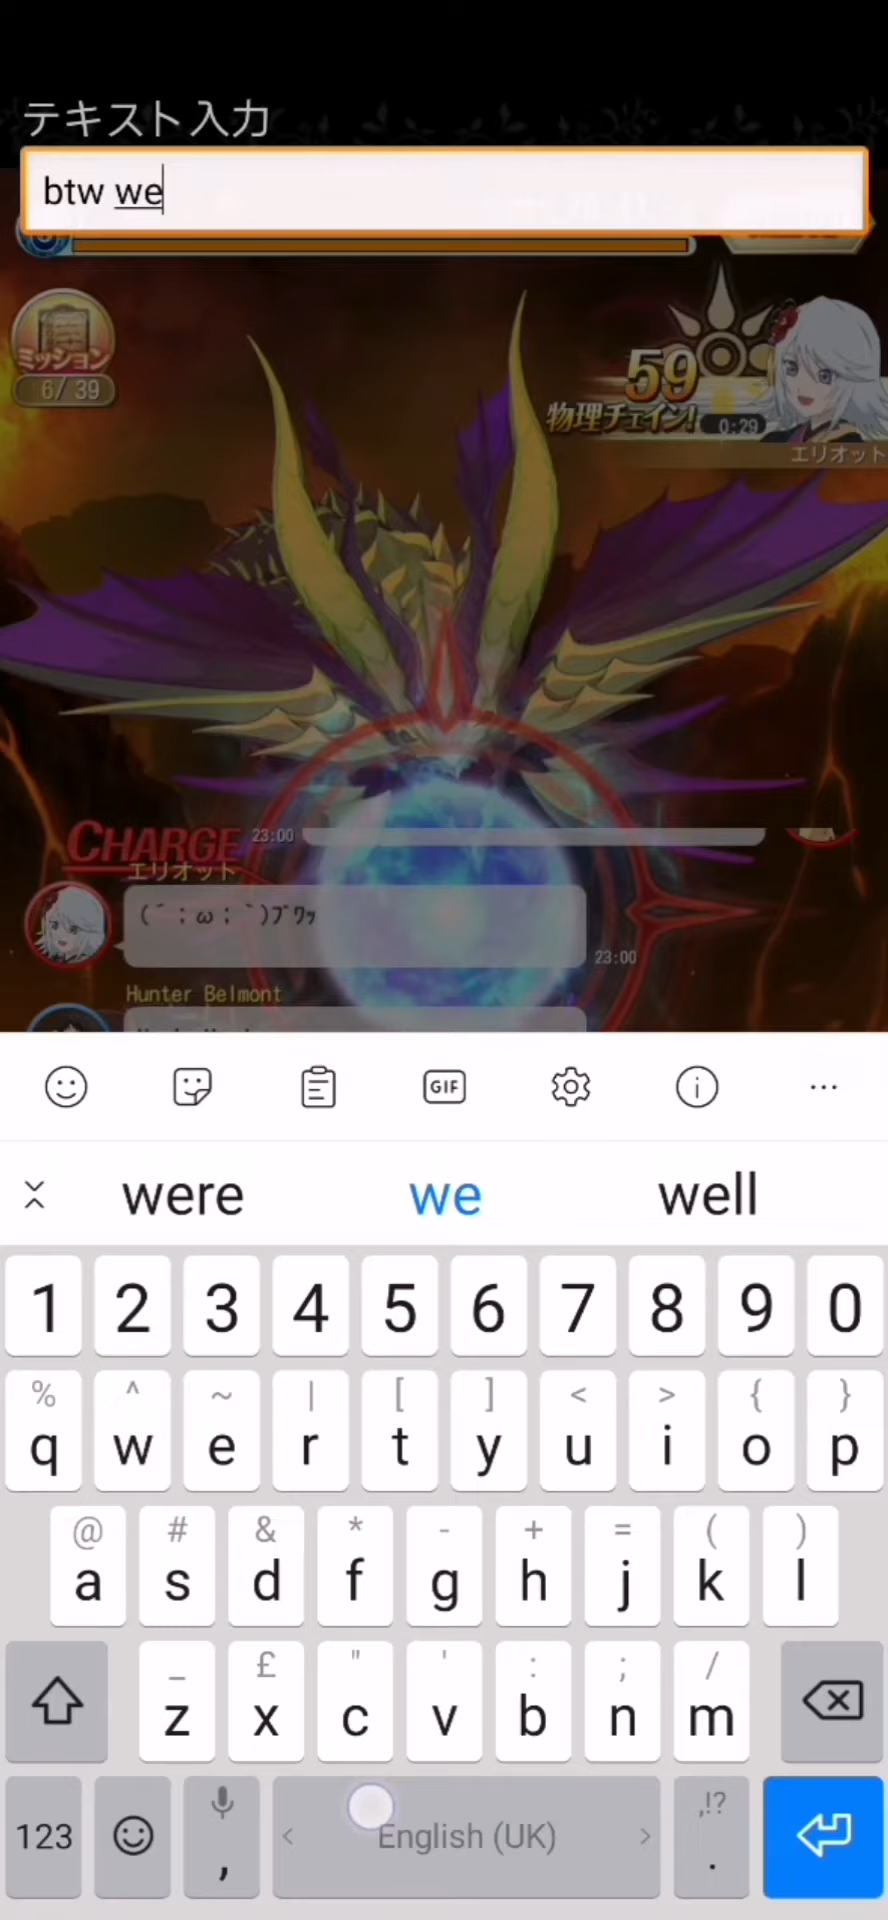 テキスト入力
btw we
ミッション
6/ 39
59
物理チェイン!
0:29
エリオット
CHARGE
23:00
エリオット
(´；ω；`)ﾌﾞﾜｯ
23:00
Hunter Belmont
GIF
were we well
1 2 3 4 5 6 7 8 9 0
% ^ ~ | [ ] < > { }
q w e r t y u i o p
@ # & * - + = ( )
a s d f g h j k l
_ £ " ' : ; /
z x c v b n m
,!?
123 , < English (UK) > .